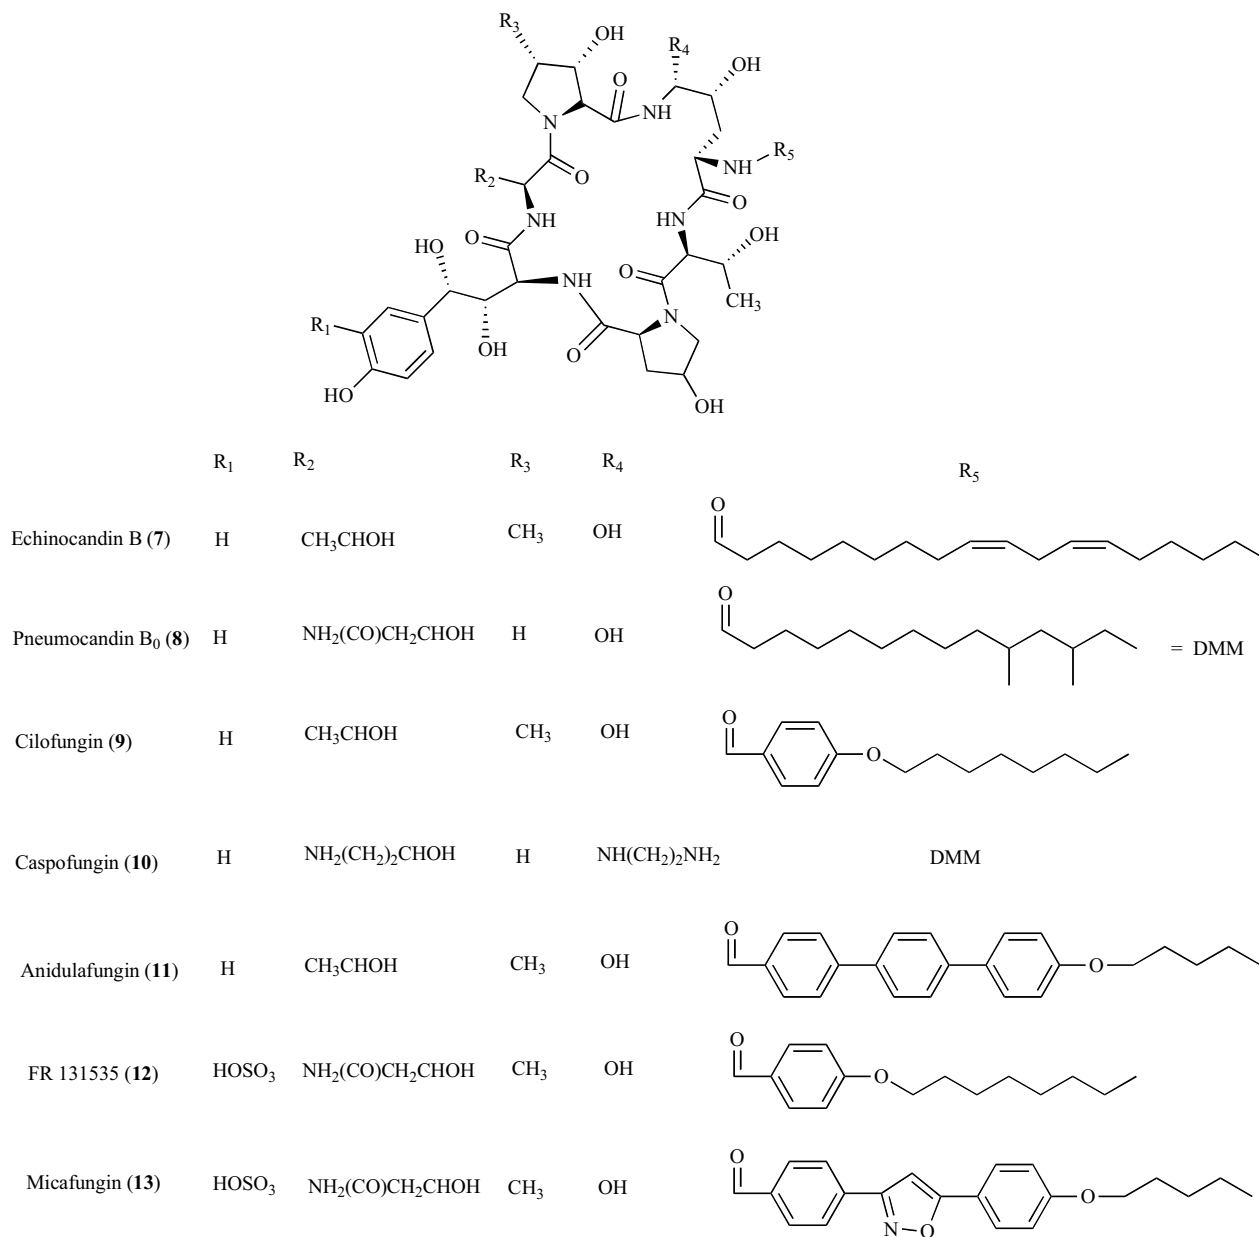 R3
OH
R4
OH
O
NH
N
R5
NH
R2
O
O
NH
HN
OH
O
HO
O
NH
CH3
N
R1
OH
O
HO
OH
R1 R2 R3 R4 R5
Echinocandin B (7) H CH3CHOH CH3 OH O
Pneumocandin B0 (8) H NH2(CO)CH2CHOH H OH O = DMM
Cilofungin (9) H CH3CHOH CH3 OH O O
Caspofungin (10) H NH2(CH2)2CHOH H NH(CH2)2NH2 DMM
Anidulafungin (11) H CH3CHOH CH3 OH O O
FR 131535 (12) HOSO3 NH2(CO)CH2CHOH CH3 OH O O
Micafungin (13) HOSO3 NH2(CO)CH2CHOH CH3 OH O N O O